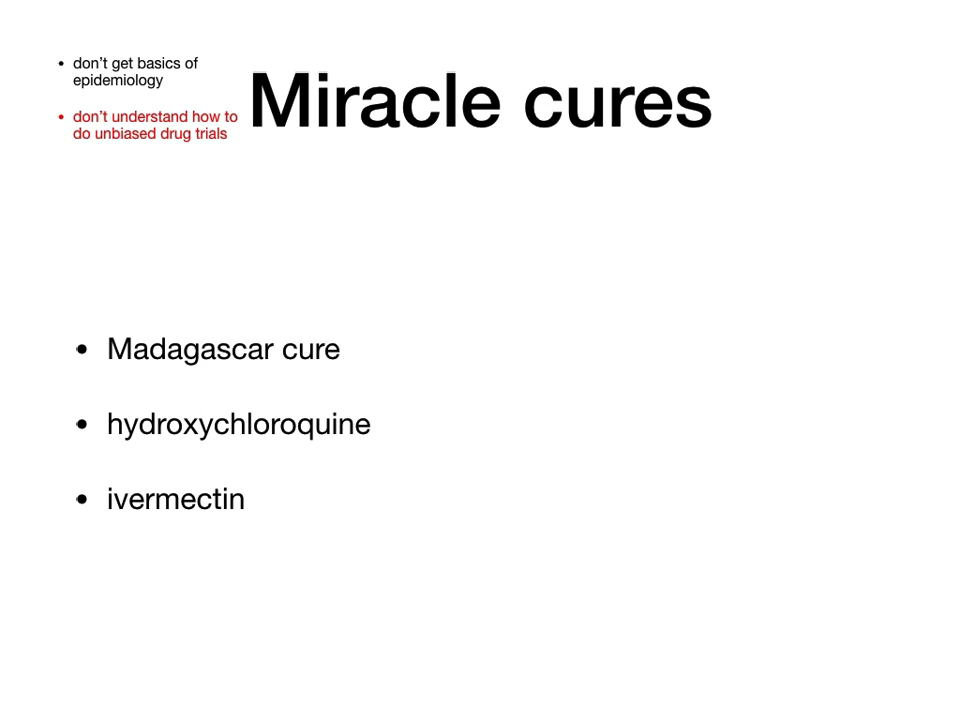 • don’t get basics of
epidemiology
• don’t understand how to
do unbiased drug trials
Miracle cures
• Madagascar cure
• hydroxychloroquine
• ivermectin